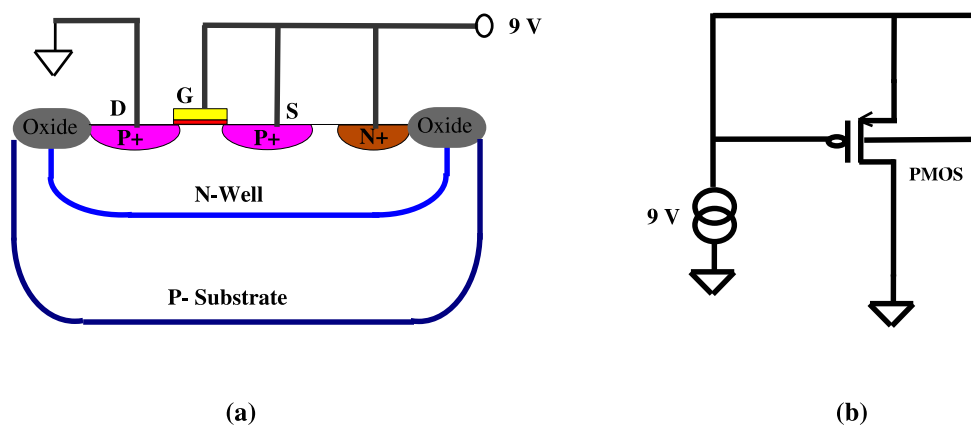 9 V
D
G
S
Oxide
P+
P+
N+
Oxide
N-Well
P- Substrate
(a)
PMOS
9 V
(b)